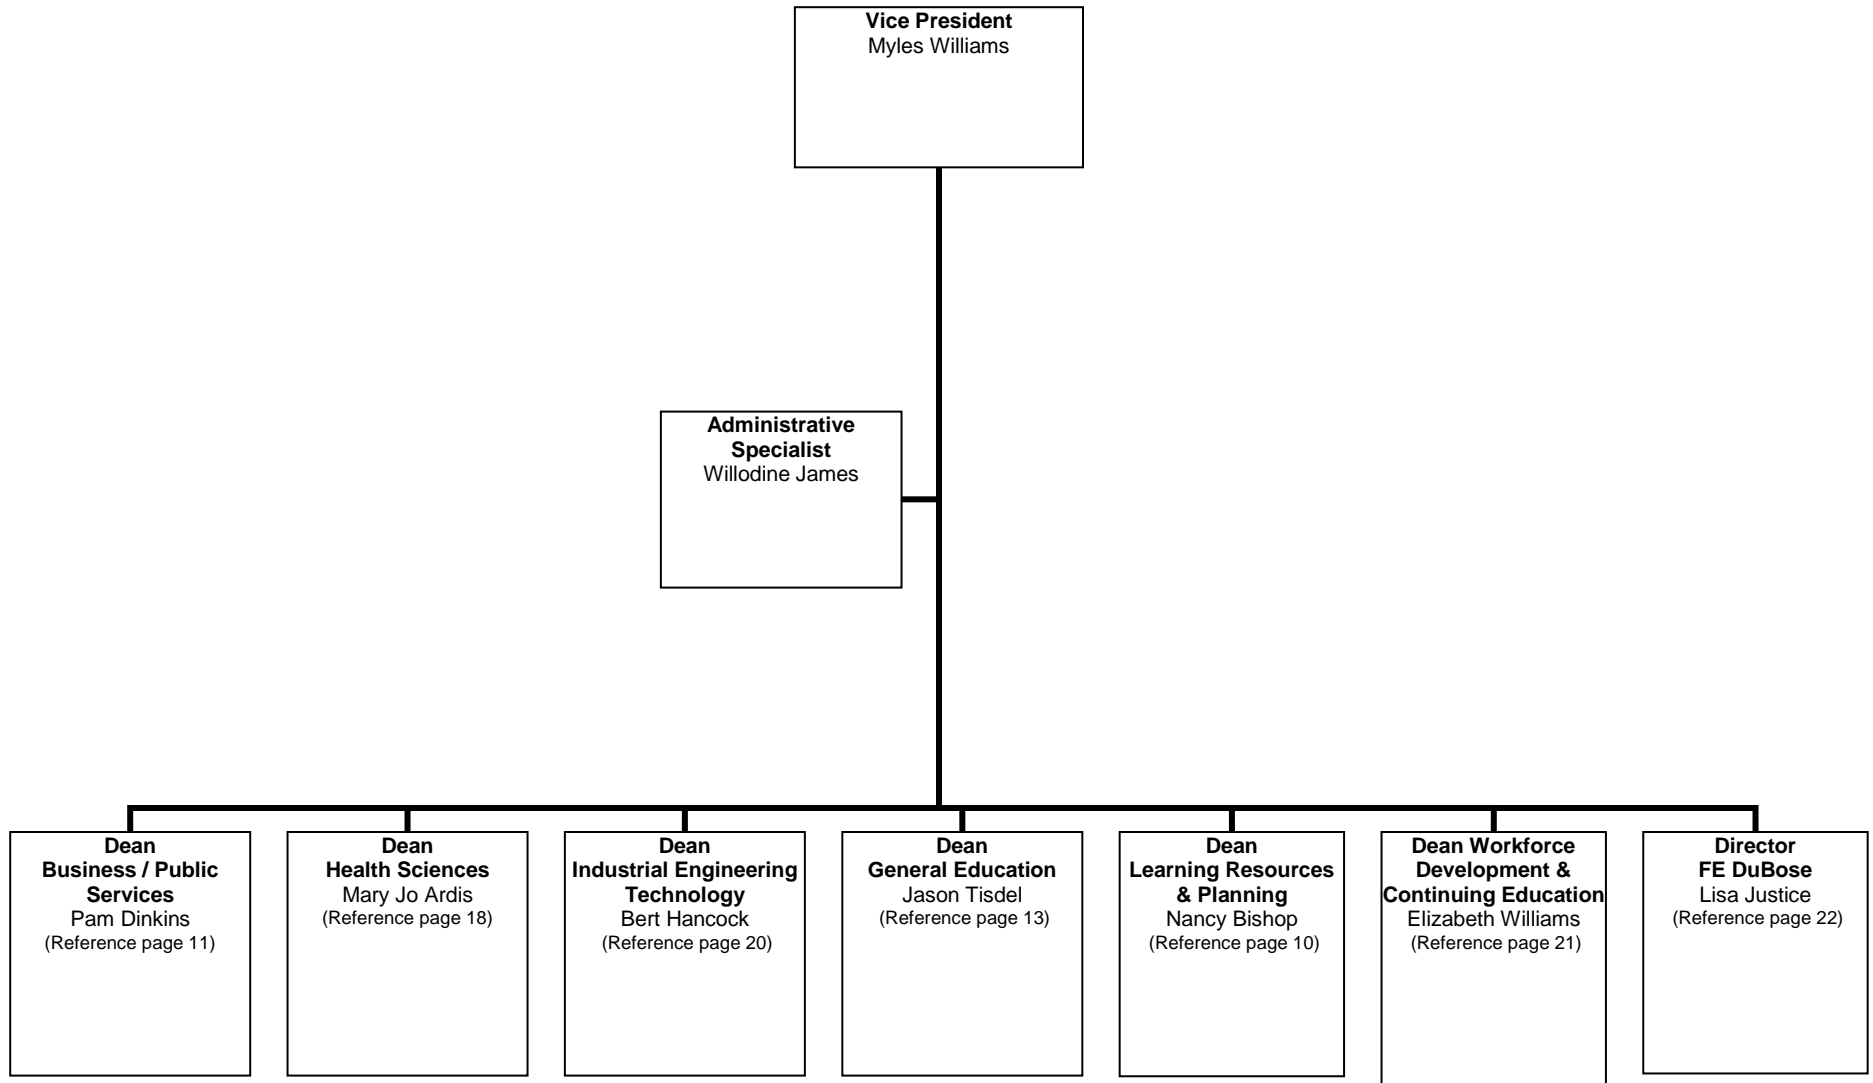 Vice President
Myles Williams
Administrative
Specialist
Willodine James
Dean
Business / Public
Services
Pam Dinkins
(Reference page 11)
Dean
Health Sciences
Mary Jo Ardis
(Reference page 18)
Dean
Industrial Engineering
Technology
Bert Hancock
(Reference page 20)
Dean
General Education
Jason Tisdel
(Reference page 13)
Dean
Learning Resources
& Planning
Nancy Bishop
(Reference page 10)
Dean Workforce
Development &
Continuing Education
Elizabeth Williams
(Reference page 21)
Director
FE DuBose
Lisa Justice
(Reference page 22)